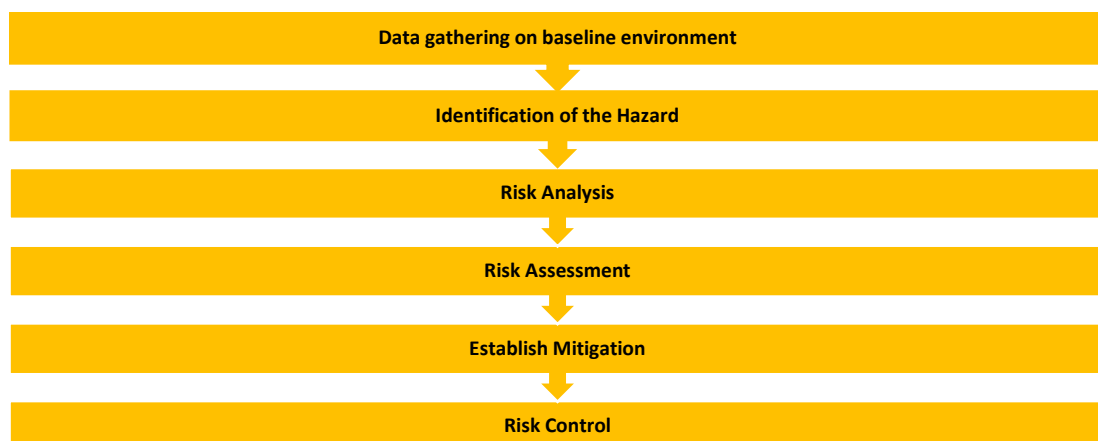 Data gathering on baseline environment
Identification of the Hazard
Risk Analysis
Risk Assessment
Establish Mitigation
Risk Control